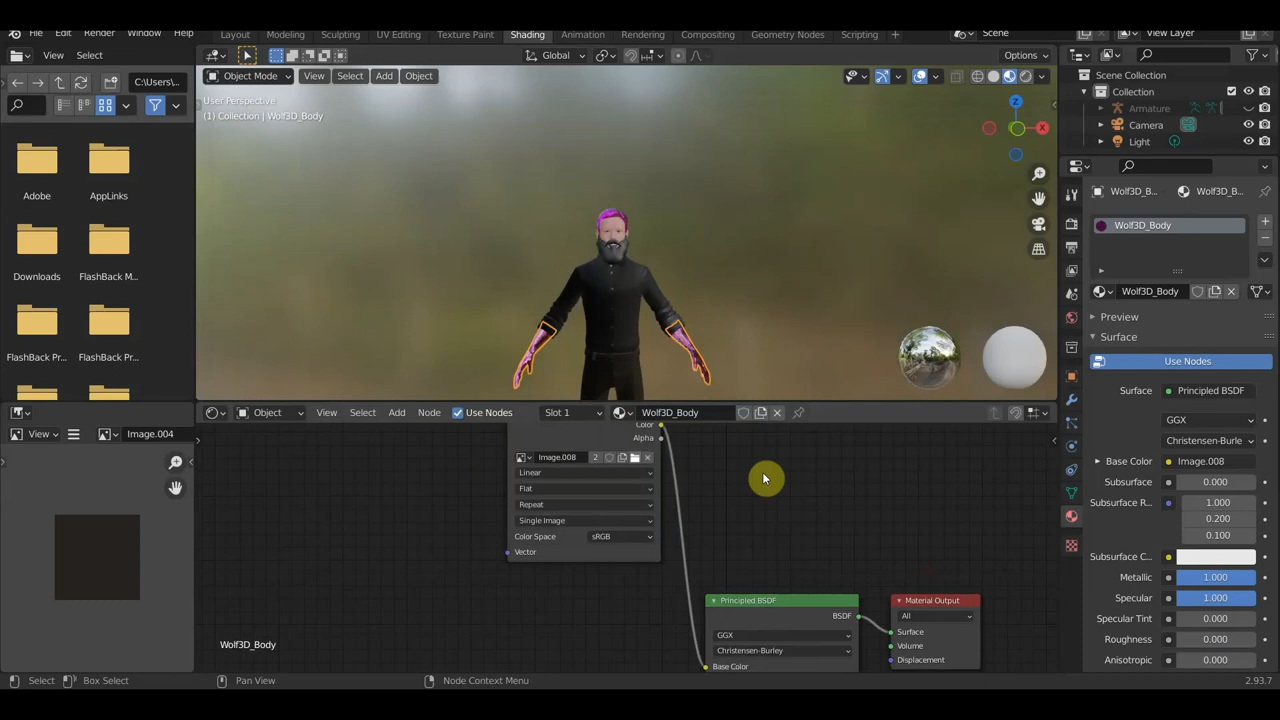 File Edit Render Window Help Layout Modeling Sculpting UV Editing Texture Paint Shading Animation Rendering Compositing Geometry Nodes Scripting Scene View Layer
View Select Global Options
C:\Users\... Object Mode View Select Add Object
User Perspective
(1) Collection | Wolf3D_Body
Adobe AppLinks
Downloads FlashBack M...
FlashBack Pr... FlashBack Pr...
Z
X
Scene Collection
Collection
Armature
Camera
Light
Wolf3D_B... Wolf3D_B...
Wolf3D_Body
Wolf3D_Body
Preview
Surface
Use Nodes
Surface Principled BSDF
GGX
Christensen-Burle
Base Color Image.008
Subsurface 0.000
Subsurface R... 1.000
0.200
0.100
Subsurface C...
Metallic 1.000
Specular 1.000
Specular Tint 0.000
Roughness 0.000
Anisotropic 0.000
View Image.004
Object View Select Add Node Use Nodes Slot 1 Wolf3D_Body
Color
Alpha
Image.008 2
Linear
Flat
Repeat
Single Image
Color Space sRGB
Vector
Principled BSDF
BSDF
GGX
Christensen-Burley
Base Color
Material Output
All
Surface
Volume
Displacement
Wolf3D_Body
Select Box Select Pan View Node Context Menu 2.93.7